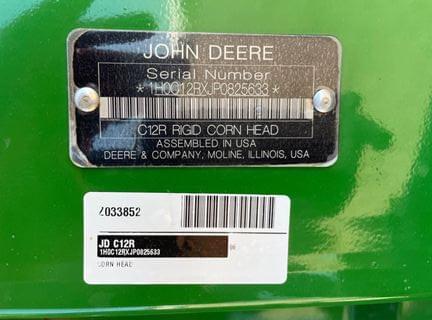 JOHN DEERE
Serial Number
*1H0C12RXJP0825633*
C12R RIGID CORN HEAD
ASSEMBLED IN USA
DEERE & COMPANY, MOLINE, ILLINOIS, USA
Z033852
JD C12R
1H0C12RXJP0825633
CORN HEAD